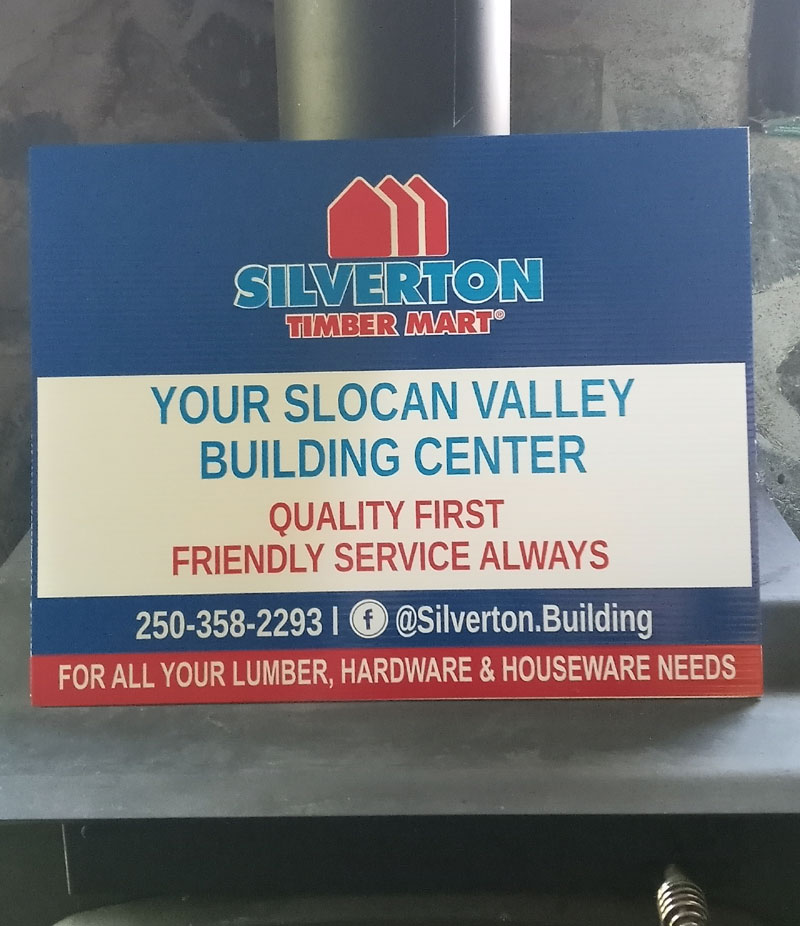 SILVERTON
TIMBER MART®
YOUR SLOCAN VALLEY
BUILDING CENTER
QUALITY FIRST
FRIENDLY SERVICE ALWAYS
250-358-2293 | f @Silverton.Building
FOR ALL YOUR LUMBER, HARDWARE & HOUSEWARE NEEDS